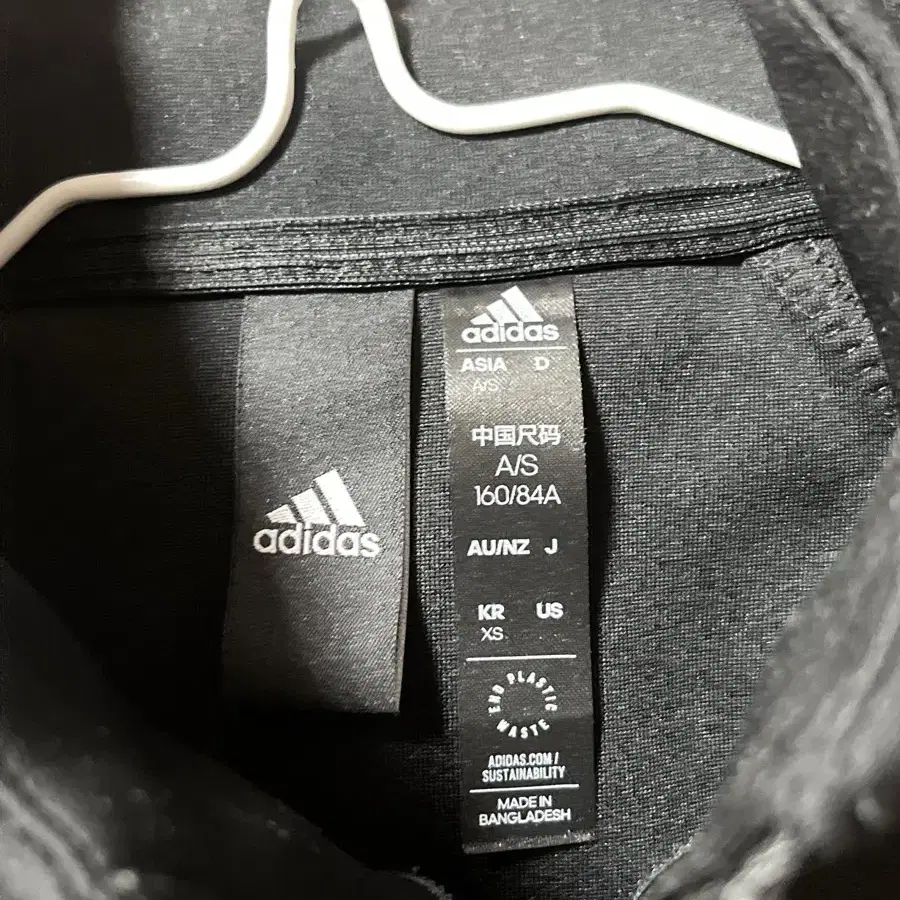 adidas
adidas
ASIA D
A/S
中国尺码
A/S
160/84A
AU/NZ J
KR US
XS
END PLASTIC WASTE
ADIDAS.COM/
SUSTAINABILITY
MADE IN
BANGLADESH